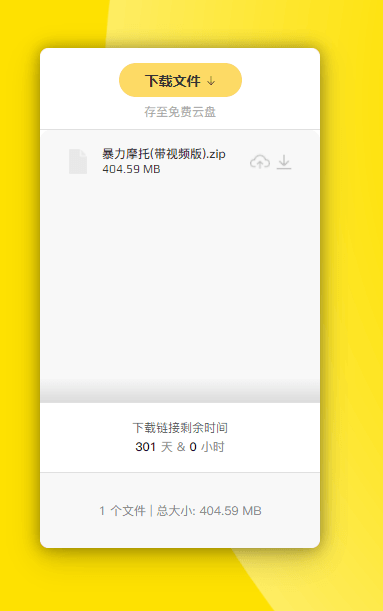 下载文件 ↓
存至免费云盘
暴力摩托(带视频版).zip
404.59 MB
下载链接剩余时间
301 天 & 0 小时
1 个文件 | 总大小: 404.59 MB